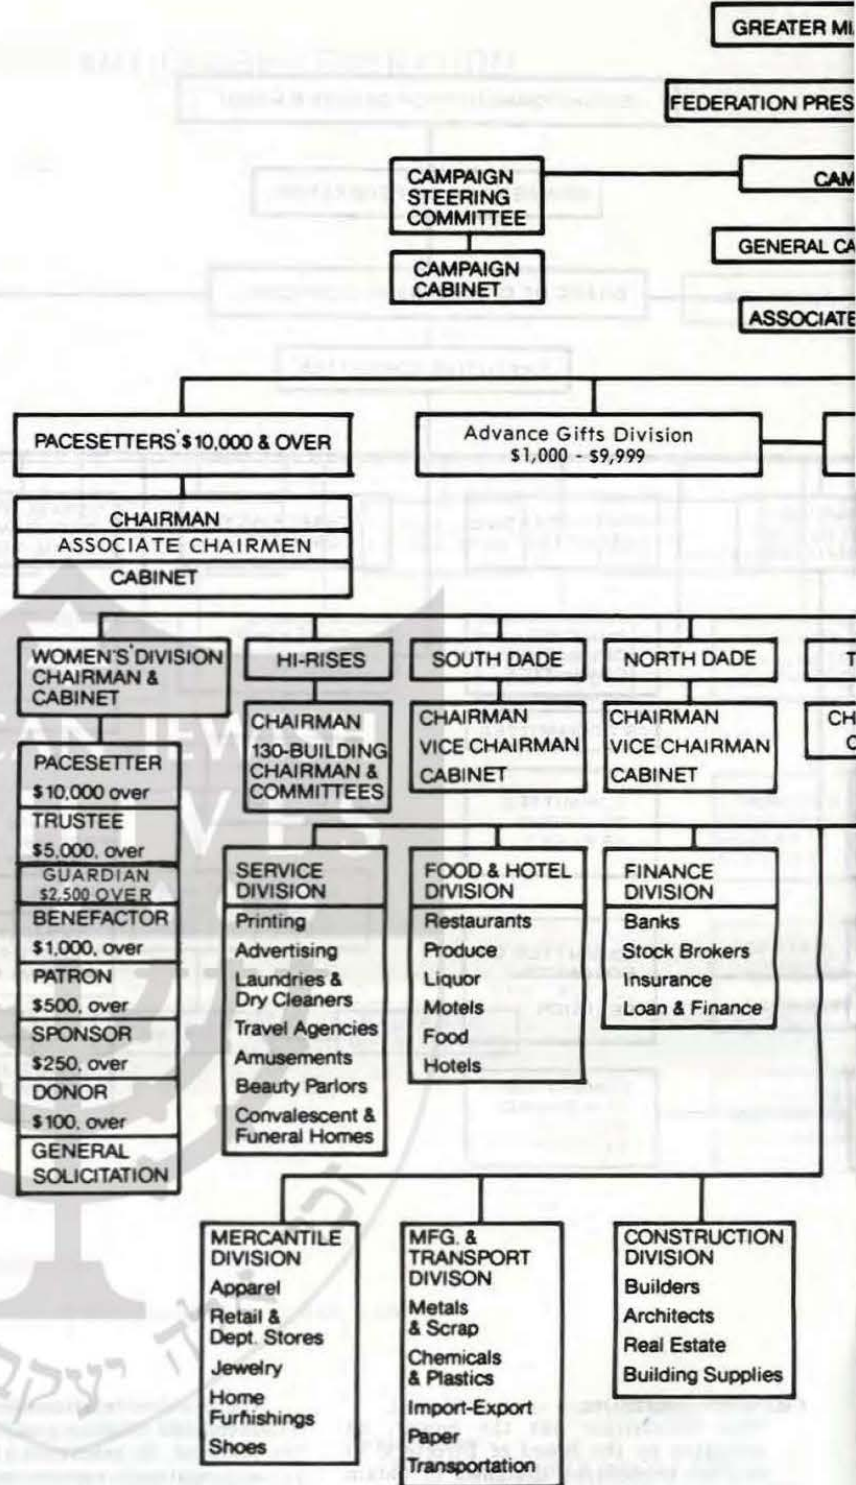 GREATER MI
FEDERATION PRES
CAMPAIGN
STEERING
COMMITTEE
CAM
CAMPAIGN
CABINET
GENERAL CA
ASSOCIATE
PACESETTERS $10,000 & OVER
Advance Gifts Division
$1,000 - $9,999
CHAIRMAN
ASSOCIATE CHAIRMEN
CABINET
WOMEN'S DIVISION
CHAIRMAN &
CABINET
HI-RISES
SOUTH DADE
NORTH DADE
T
CHAIRMAN
130-BUILDING
CHAIRMAN &
COMMITTEES
CHAIRMAN
VICE CHAIRMAN
CABINET
CHAIRMAN
VICE CHAIRMAN
CABINET
CH
C
PACESETTER
$10,000 over
TRUSTEE
$5,000, over
GUARDIAN
$2,500 OVER
BENEFACTOR
$1,000, over
PATRON
$500, over
SPONSOR
$250, over
DONOR
$100, over
GENERAL
SOLICITATION
SERVICE
DIVISION
Printing
Advertising
Laundries &
Dry Cleaners
Travel Agencies
Amusements
Beauty Parlors
Convalescent &
Funeral Homes
FOOD & HOTEL
DIVISION
Restaurants
Produce
Liquor
Motels
Food
Hotels
FINANCE
DIVISION
Banks
Stock Brokers
Insurance
Loan & Finance
MERCANTILE
DIVISION
Apparel
Retail &
Dept. Stores
Jewelry
Home
Furnishings
Shoes
MFG. &
TRANSPORT
DIVISON
Metals
& Scrap
Chemicals
& Plastics
Import-Export
Paper
Transportation
CONSTRUCTION
DIVISION
Builders
Architects
Real Estate
Building Supplies
CAN JEWISH
IVES